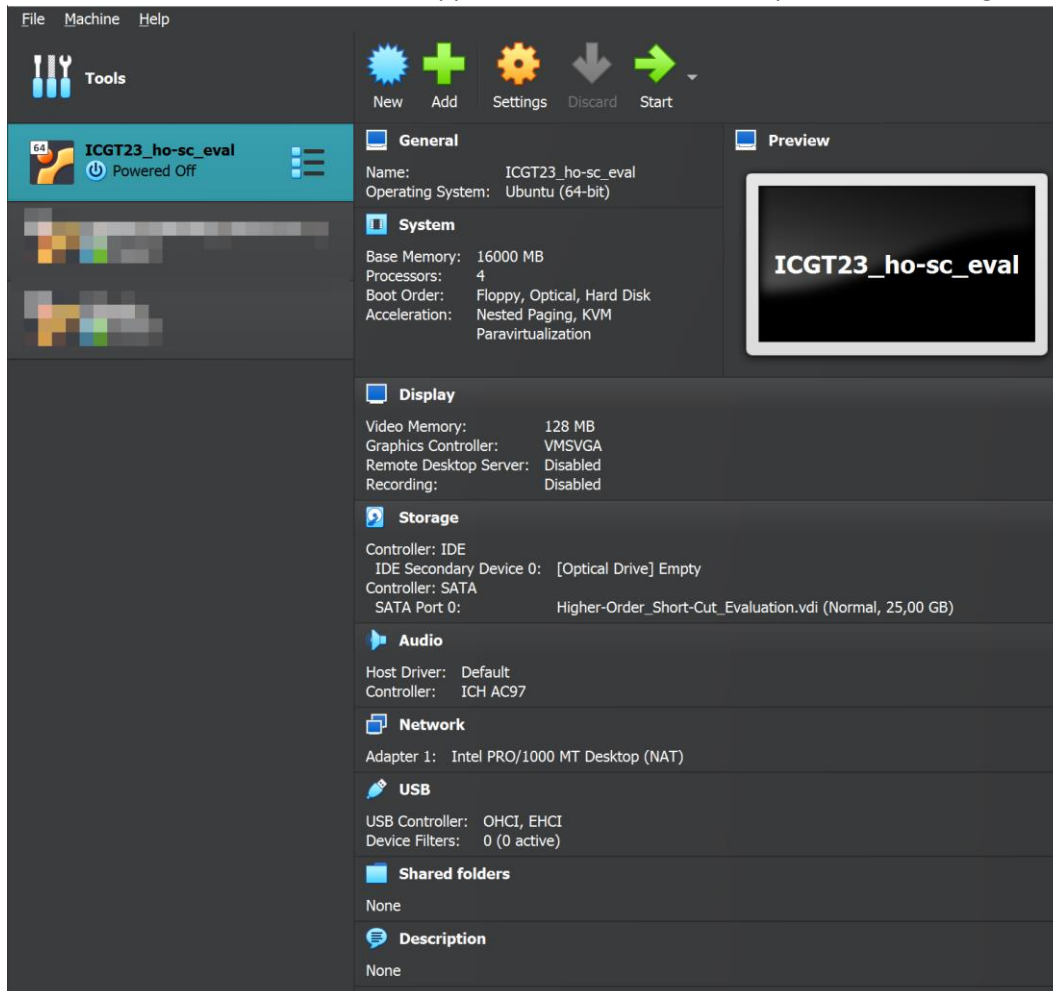 File Machine Help
Tools
New Add Settings Discard Start
64
ICGT23_ho-sc_eval
Powered Off
General
Name: ICGT23_ho-sc_eval
Operating System: Ubuntu (64-bit)
Preview
ICGT23_ho-sc_eval
System
Base Memory: 16000 MB
Processors: 4
Boot Order: Floppy, Optical, Hard Disk
Acceleration: Nested Paging, KVM
Paravirtualization
Display
Video Memory: 128 MB
Graphics Controller: VMSVGA
Remote Desktop Server: Disabled
Recording: Disabled
Storage
Controller: IDE
IDE Secondary Device 0: [Optical Drive] Empty
Controller: SATA
SATA Port 0: Higher-Order_Short-Cut_Evaluation.vdi (Normal, 25,00 GB)
Audio
Host Driver: Default
Controller: ICH AC97
Network
Adapter 1: Intel PRO/1000 MT Desktop (NAT)
USB
USB Controller: OHCI, EHCI
Device Filters: 0 (0 active)
Shared folders
None
Description
None